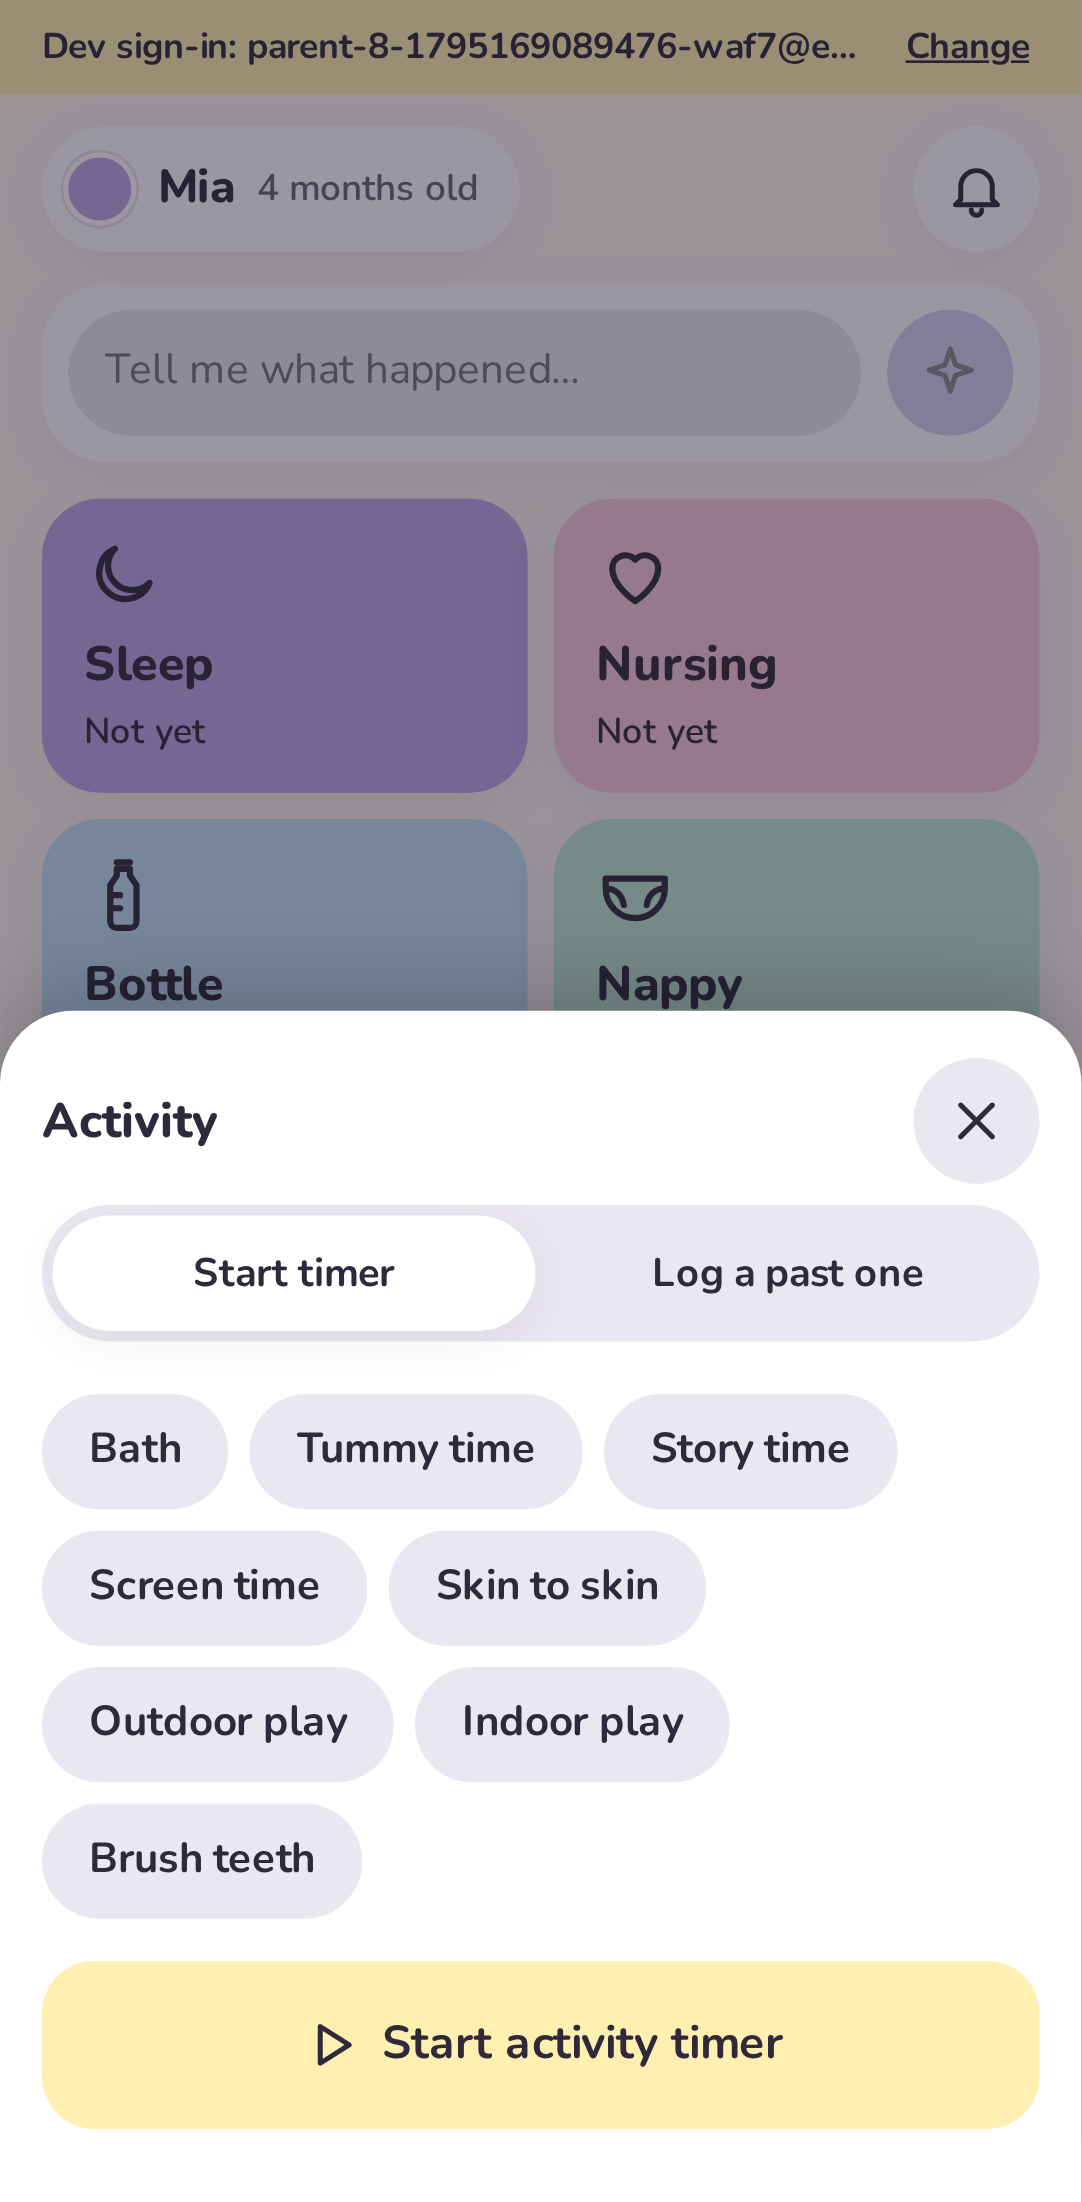 Dev sign-in: parent-8-1795169089476-waf7@e... Change
Mia 4 months old
Tell me what happened...
Sleep
Not yet
Nursing
Not yet
Bottle
Nappy
Activity
Start timer
Log a past one
Bath
Tummy time
Story time
Screen time
Skin to skin
Outdoor play
Indoor play
Brush teeth
Start activity timer